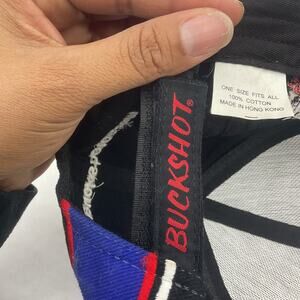 BUCKSHOT®
ONE SIZE FITS ALL
100% COTTON
MADE IN HONG KONG